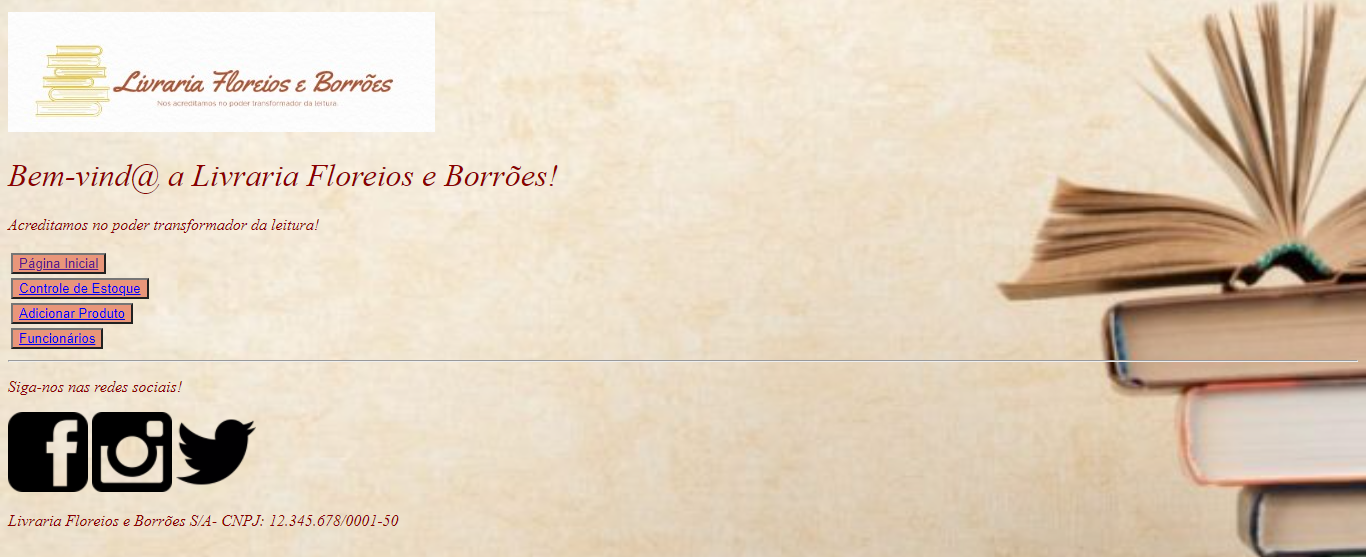 Livraria Floreios e Borrões
Nós acreditamos no poder transformador da leitura.
Bem-vind@ a Livraria Floreios e Borrões!
Acreditamos no poder transformador da leitura!
Página Inicial
Controle de Estoque
Adicionar Produto
Funcionários
Siga-nos nas redes sociais!
Livraria Floreios e Borrões S/A- CNPJ: 12.345.678/0001-50